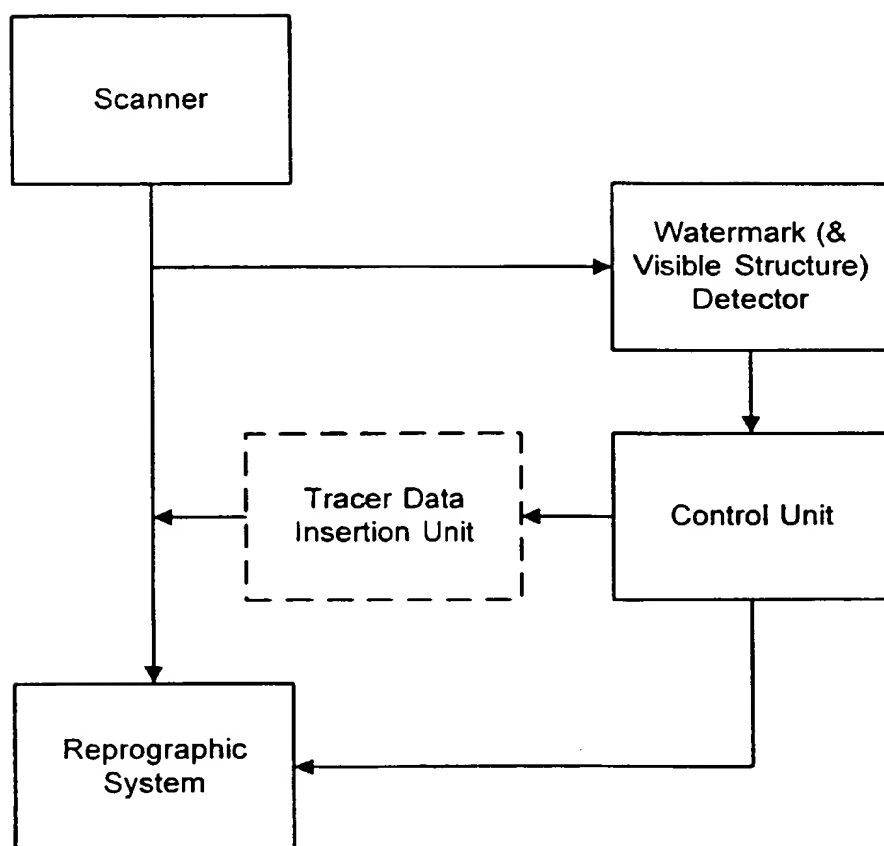 Scanner
Watermark (&
Visible Structure)
Detector
Tracer Data
Insertion Unit
Control Unit
Reprographic
System